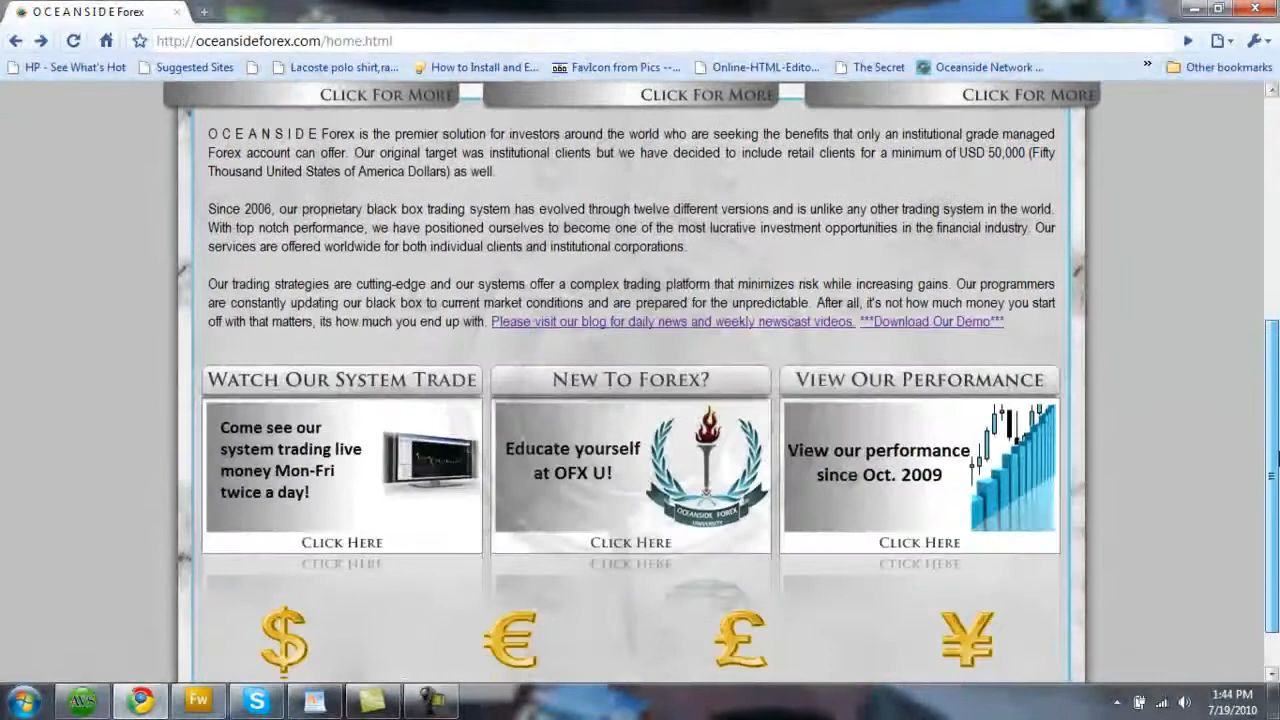 O C E A N S I D E Forex
http://oceansideforex.com/home.html
HP - See What's Hot
Suggested Sites
Lacoste polo shirt,ra...
How to Install and E...
FavIcon from Pics --...
Online-HTML-Edito...
The Secret
Oceanside Network ...
»
Other bookmarks
CLICK FOR MORE
CLICK FOR MORE
CLICK FOR MORE
O C E A N S I D E Forex is the premier solution for investors around the world who are seeking the benefits that only an institutional grade managed
Forex account can offer. Our original target was institutional clients but we have decided to include retail clients for a minimum of USD 50,000 (Fifty
Thousand United States of America Dollars) as well.
Since 2006, our proprietary black box trading system has evolved through twelve different versions and is unlike any other trading system in the world.
With top notch performance, we have positioned ourselves to become one of the most lucrative investment opportunities in the financial industry. Our
services are offered worldwide for both individual clients and institutional corporations.
Our trading strategies are cutting-edge and our systems offer a complex trading platform that minimizes risk while increasing gains. Our programmers
are constantly updating our black box to current market conditions and are prepared for the unpredictable. After all, it's not how much money you start
off with that matters, its how much you end up with. Please visit our blog for daily news and weekly newscast videos. ***Download Our Demo***
WATCH OUR SYSTEM TRADE
Come see our
system trading live
money Mon-Fri
twice a day!
CLICK HERE
NEW TO FOREX?
Educate yourself
at OFX U!
OCEANSIDE FOREX
UNIVERSITY
CLICK HERE
VIEW OUR PERFORMANCE
View our performance
since Oct. 2009
CLICK HERE
$ € £ ¥
AVS
Fw
1:44 PM
7/19/2010